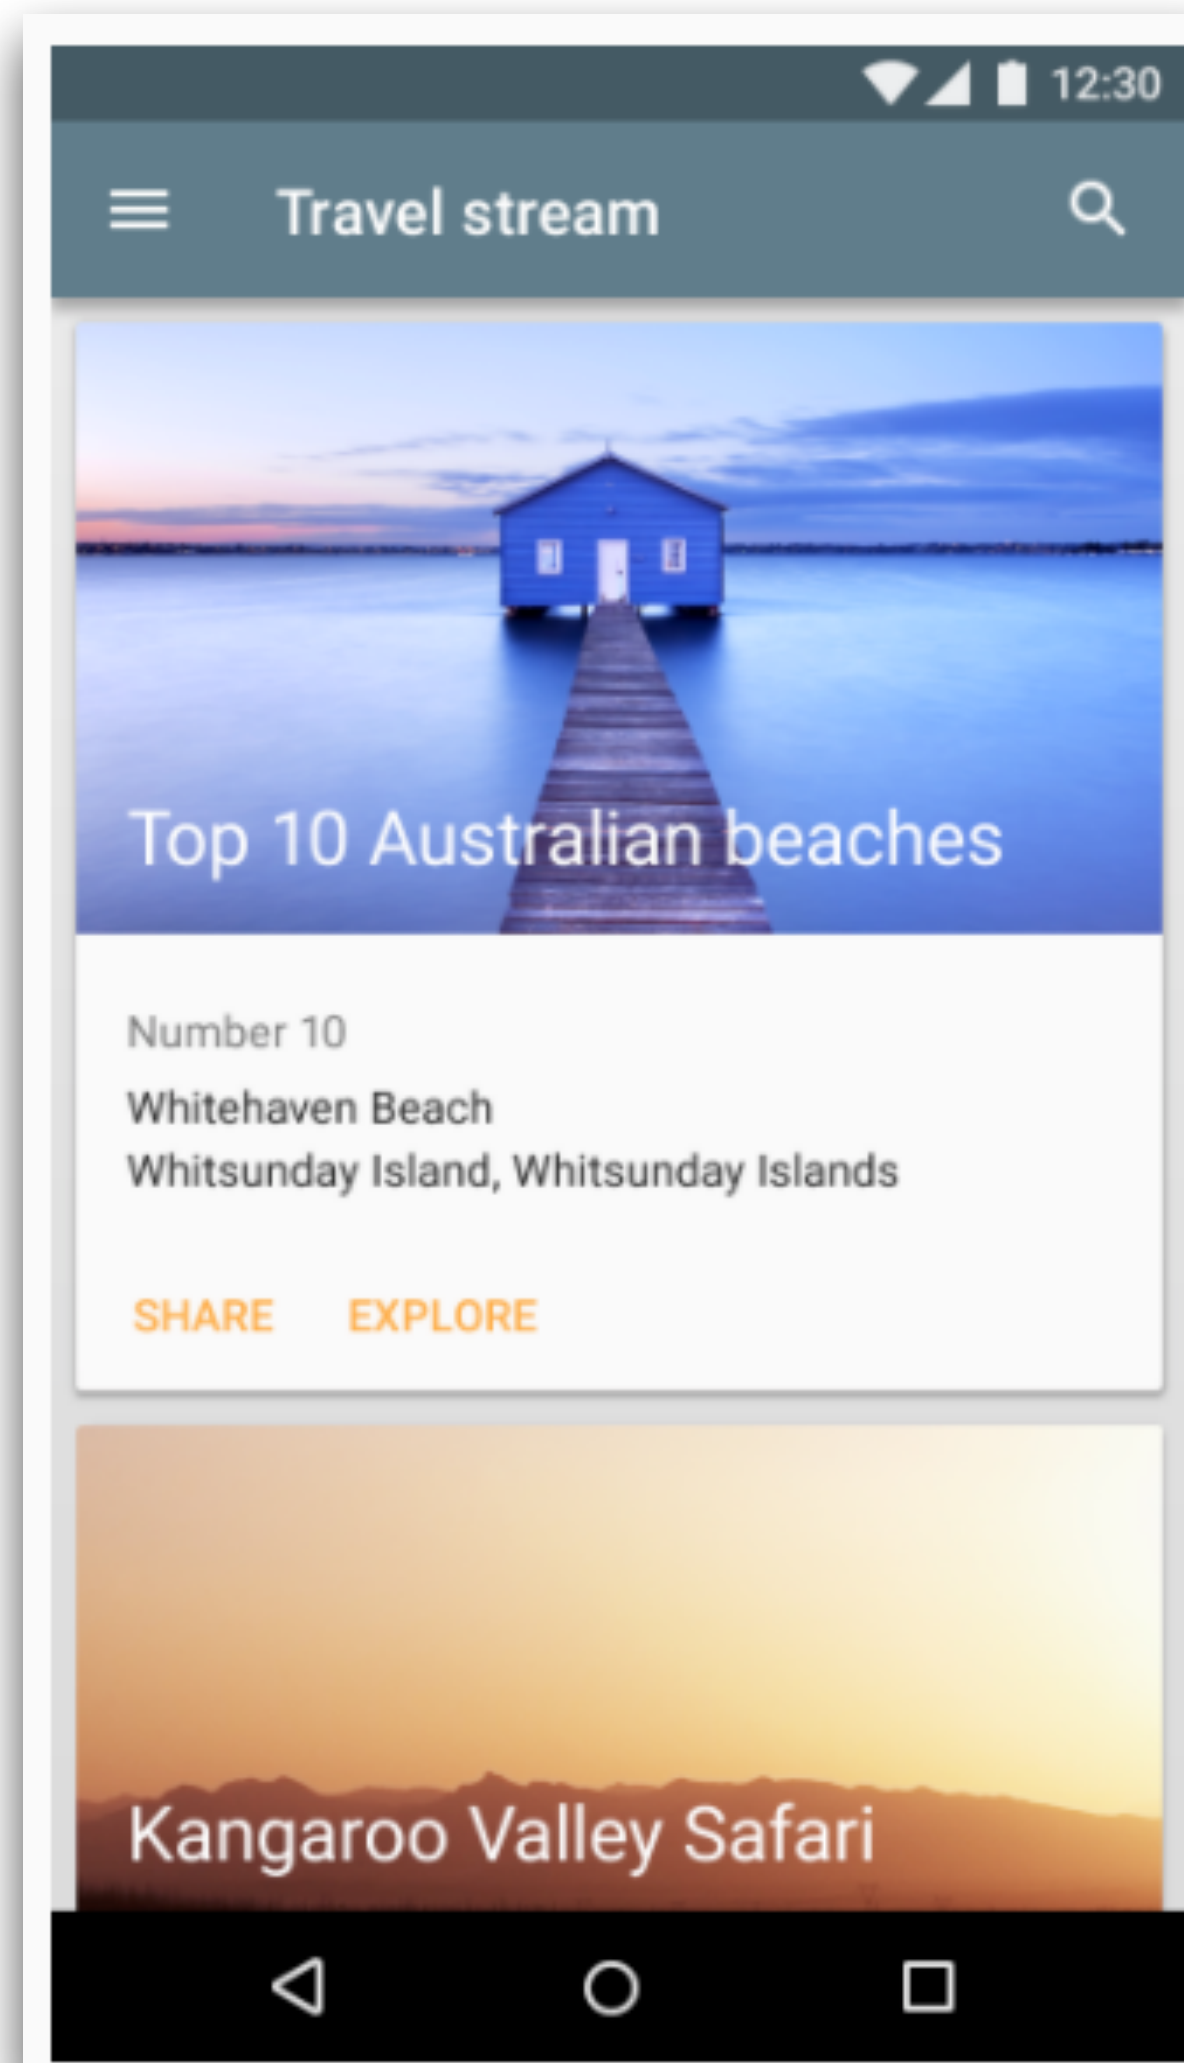 12:30
Travel stream
Top 10 Australian beaches
Number 10
Whitehaven Beach
Whitsunday Island, Whitsunday Islands
SHARE EXPLORE
Kangaroo Valley Safari